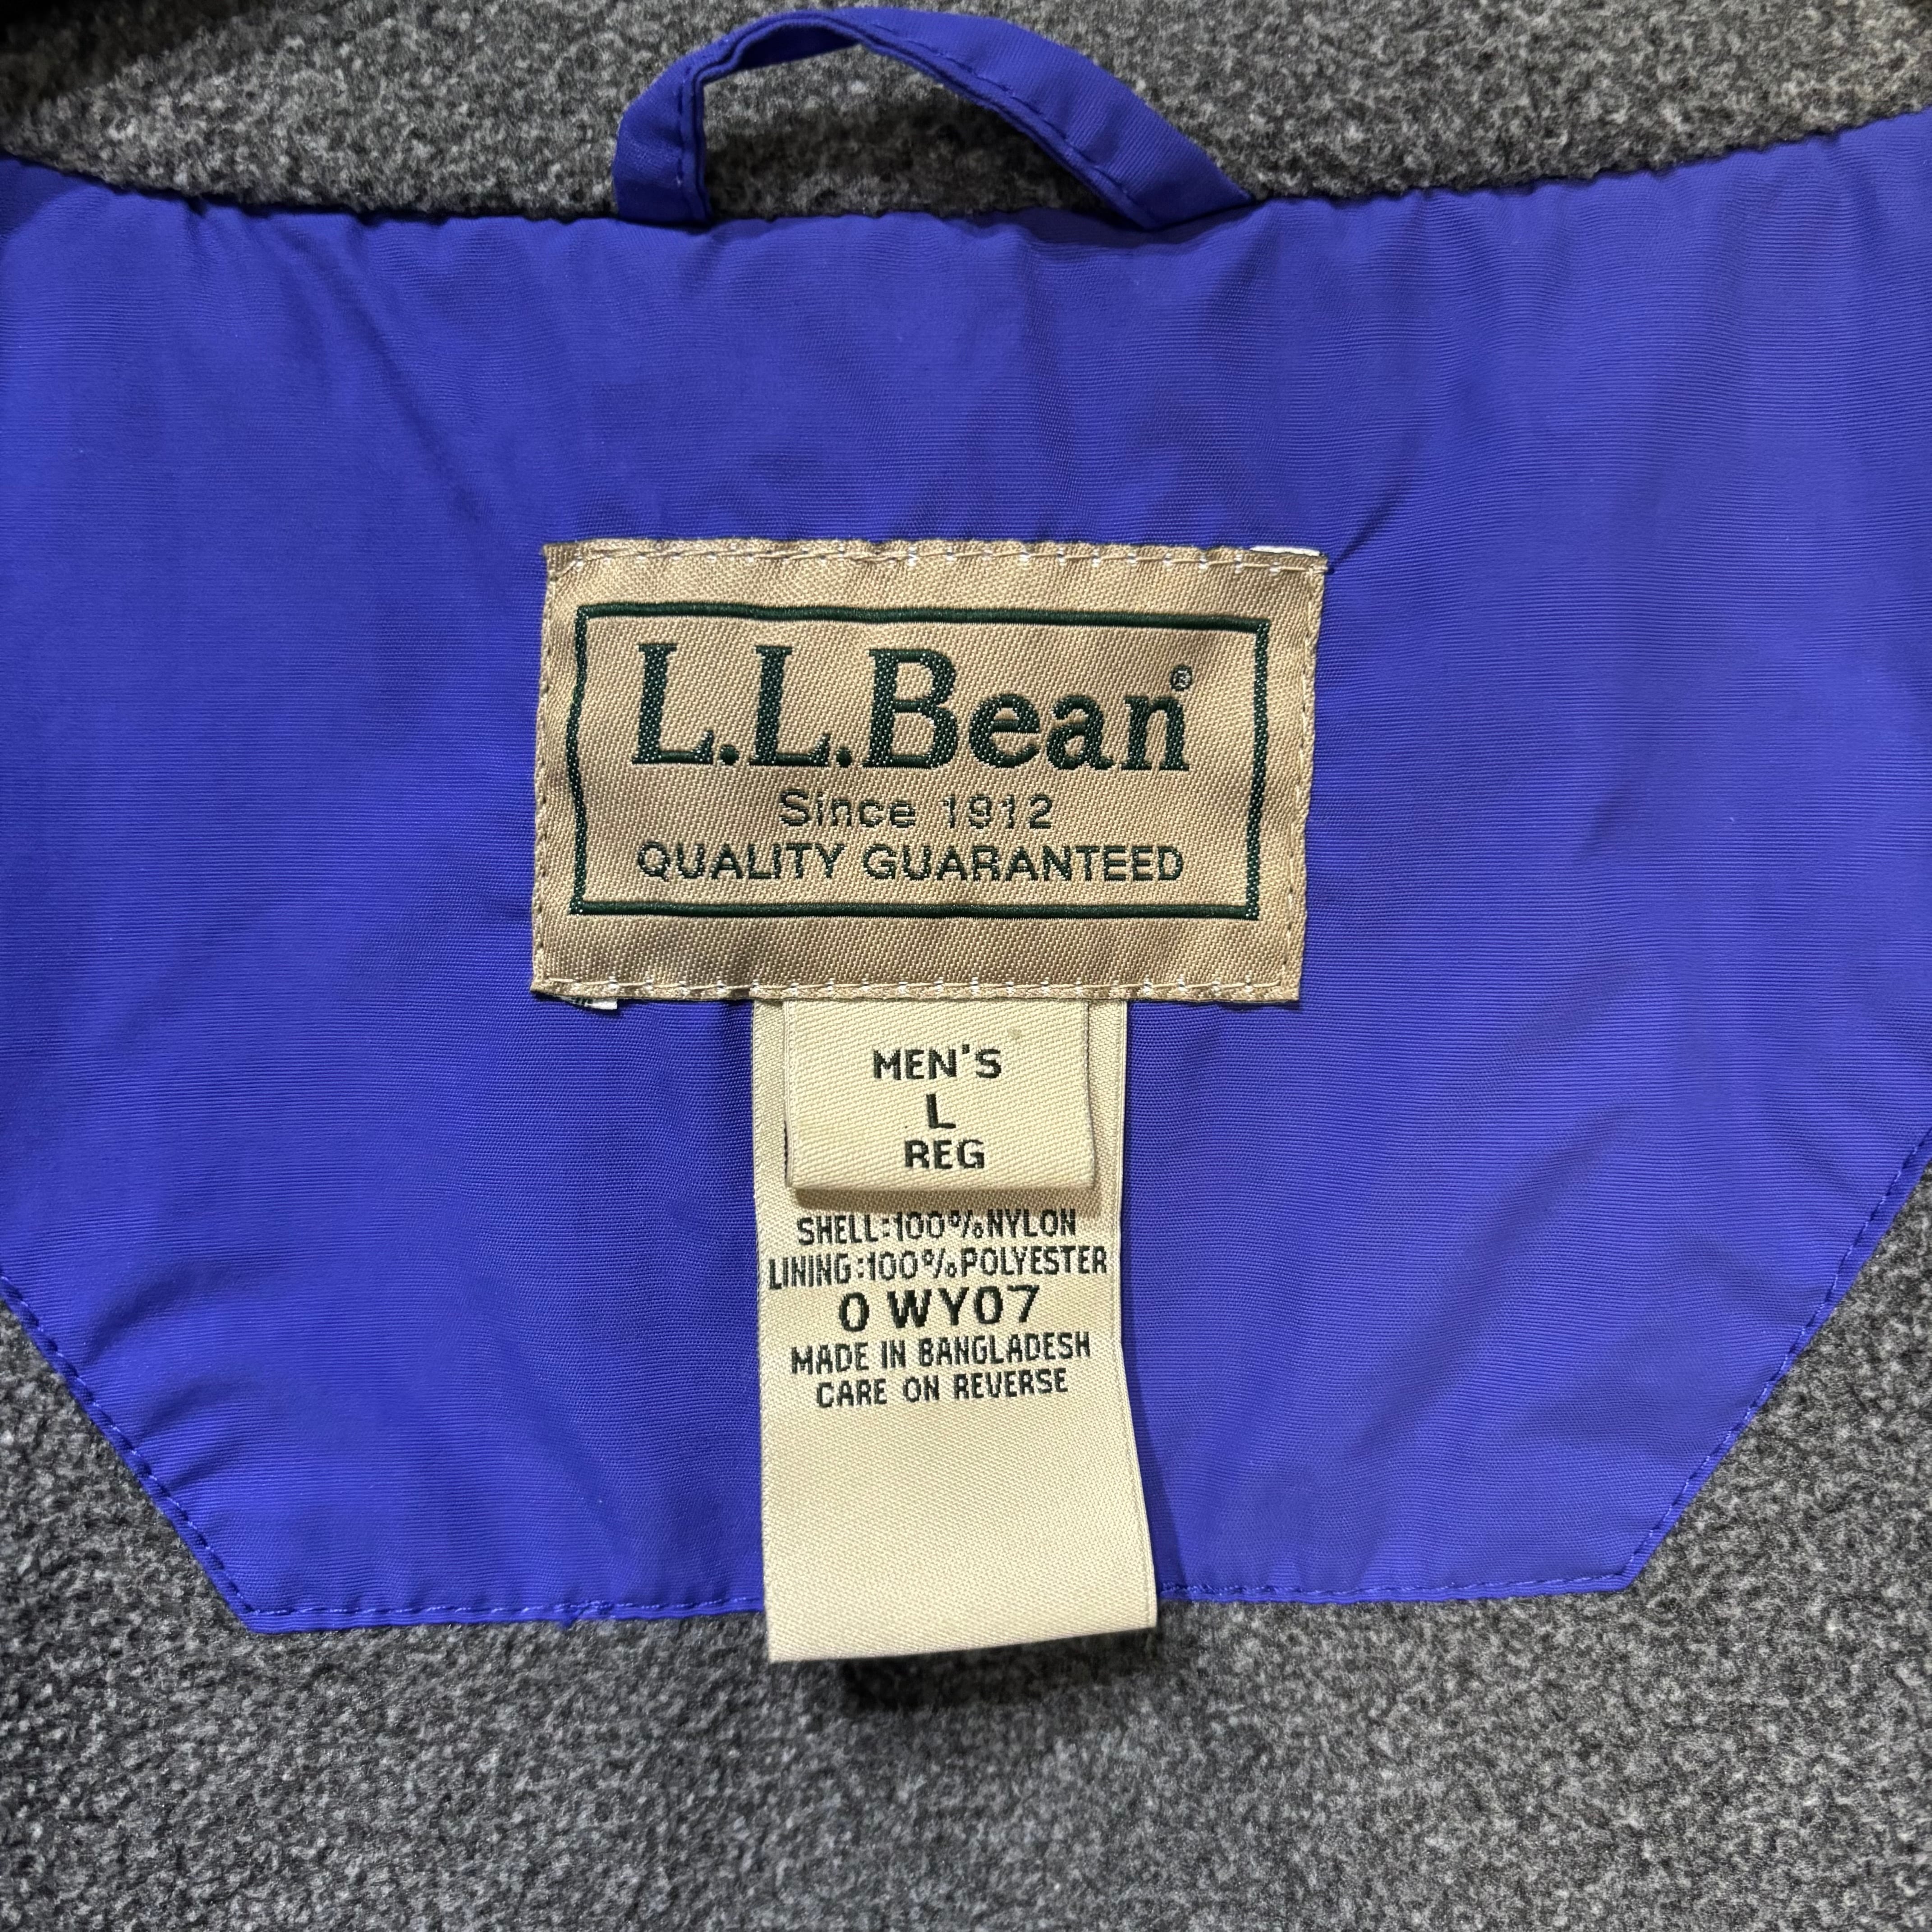 L.L.Bean®
Since 1912
QUALITY GUARANTEED
MEN'S
L
REG
SHELL:100%NYLON
LINING:100%POLYESTER
0 WY07
MADE IN BANGLADESH
CARE ON REVERSE